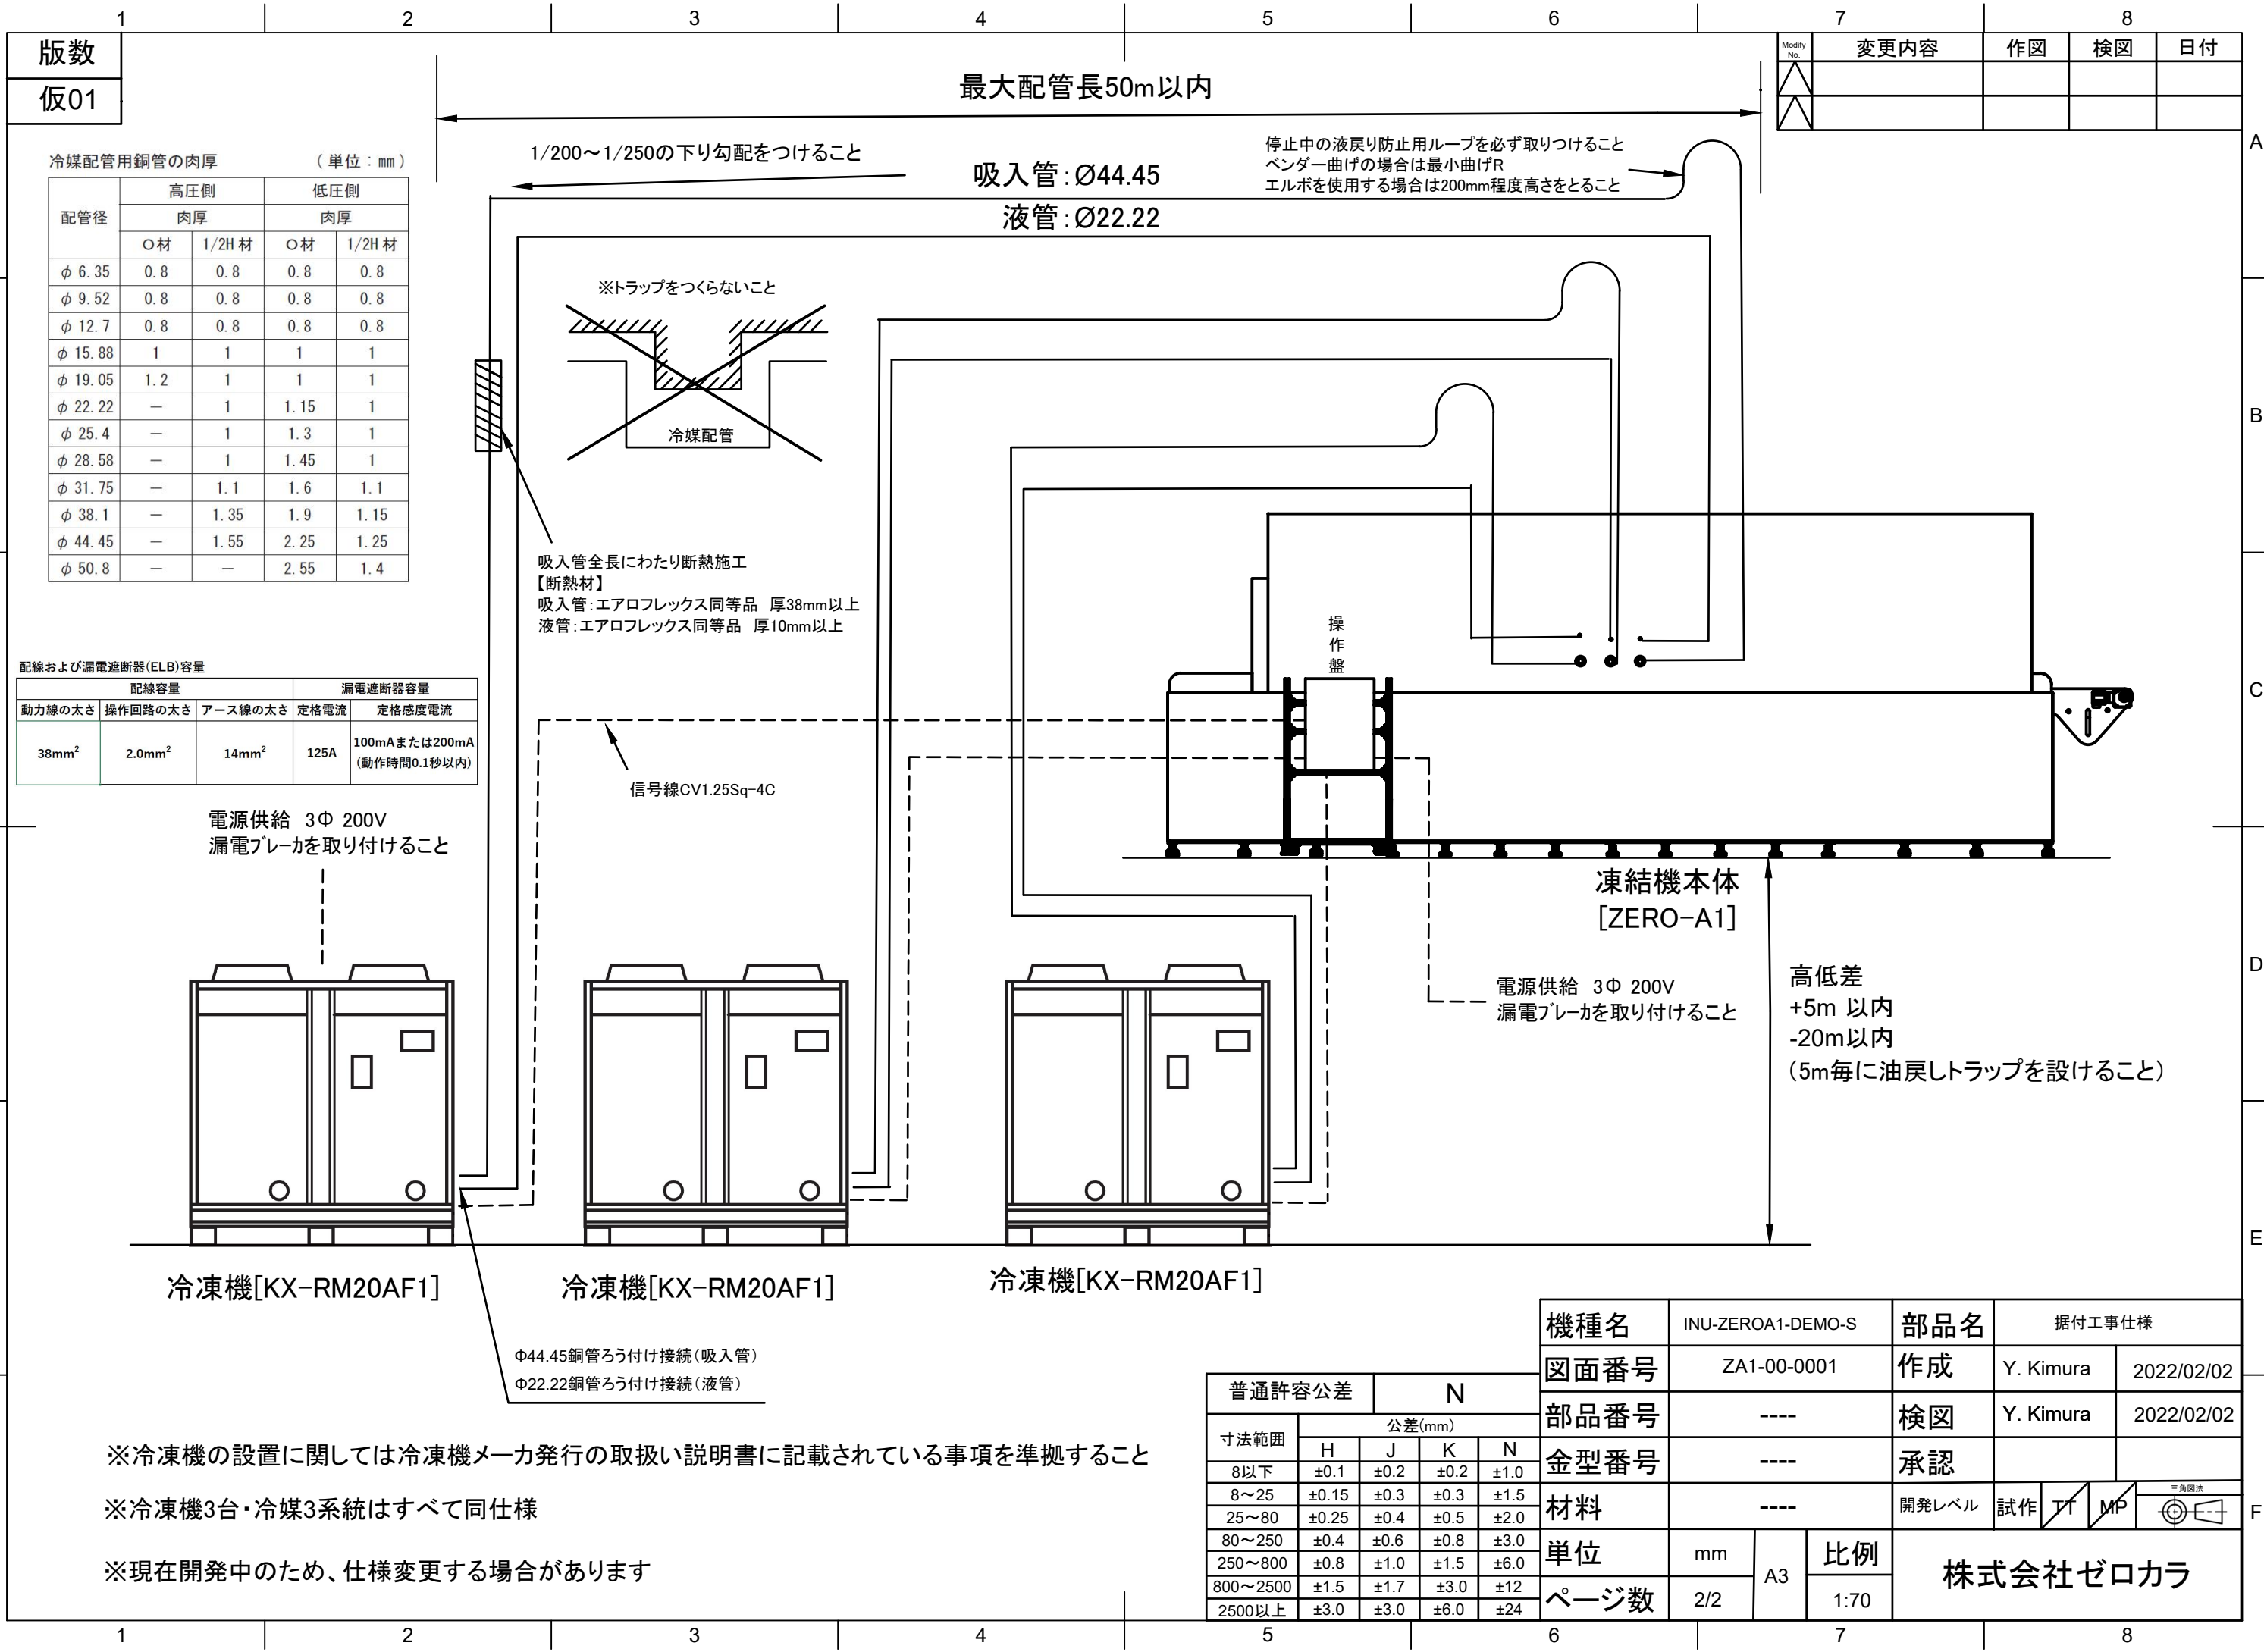 1 2 3 4 5 6 7 8
版数
仮01
Modify No. 変更内容 作図 検図 日付
A
B
C
D
E
F
最大配管長50m以内
1/200～1/250の下り勾配をつけること
吸入管:Ø44.45
液管:Ø22.22
停止中の液戻り防止用ループを必ず取りつけること
ベンダー曲げの場合は最小曲げR
エルボを使用する場合は200mm程度高さをとること
冷媒配管用銅管の肉厚 (単位:mm)
配管径 高圧側 低圧側
肉厚 肉厚
O材 1/2H材 O材 1/2H材
φ6.35 0.8 0.8 0.8 0.8
φ9.52 0.8 0.8 0.8 0.8
φ12.7 0.8 0.8 0.8 0.8
φ15.88 1 1 1 1
φ19.05 1.2 1 1 1
φ22.22 － 1 1.15 1
φ25.4 － 1 1.3 1
φ28.58 － 1 1.45 1
φ31.75 － 1.1 1.6 1.1
φ38.1 － 1.35 1.9 1.15
φ44.45 － 1.55 2.25 1.25
φ50.8 － － 2.55 1.4
※トラップをつくらないこと
冷媒配管
吸入管全長にわたり断熱施工
【断熱材】
吸入管:エアロフレックス同等品 厚38mm以上
液管:エアロフレックス同等品 厚10mm以上
操作盤
配線および漏電遮断器(ELB)容量
配線容量 漏電遮断器容量
動力線の太さ 操作回路の太さ アース線の太さ 定格電流 定格感度電流
38mm² 2.0mm² 14mm² 125A 100mAまたは200mA
(動作時間0.1秒以内)
信号線CV1.25Sq-4C
電源供給 3Φ 200V
漏電ブレーカを取り付けること
凍結機本体
[ZERO-A1]
電源供給 3Φ 200V
漏電ブレーカを取り付けること
高低差
+5m 以内
-20m以内
(5m毎に油戻しトラップを設けること)
冷凍機[KX-RM20AF1] 冷凍機[KX-RM20AF1] 冷凍機[KX-RM20AF1]
Φ44.45銅管ろう付け接続(吸入管)
Φ22.22銅管ろう付け接続(液管)
※冷凍機の設置に関しては冷凍機メーカ発行の取扱い説明書に記載されている事項を準拠すること
※冷凍機3台・冷媒3系統はすべて同仕様
※現在開発中のため、仕様変更する場合があります
普通許容公差 N
寸法範囲 公差(mm)
H J K N
8以下 ±0.1 ±0.2 ±0.2 ±1.0
8～25 ±0.15 ±0.3 ±0.3 ±1.5
25～80 ±0.25 ±0.4 ±0.5 ±2.0
80～250 ±0.4 ±0.6 ±0.8 ±3.0
250～800 ±0.8 ±1.0 ±1.5 ±6.0
800～2500 ±1.5 ±1.7 ±3.0 ±12
2500以上 ±3.0 ±3.0 ±6.0 ±24
機種名 INU-ZEROA1-DEMO-S 部品名 据付工事仕様
図面番号 ZA1-00-0001 作成 Y. Kimura 2022/02/02
部品番号 ---- 検図 Y. Kimura 2022/02/02
金型番号 ---- 承認
材料 ---- 開発レベル 試作 TT MP 三角図法
単位 mm A3 比例 株式会社ゼロカラ
ページ数 2/2 1:70
1 2 3 4 5 6 7 8